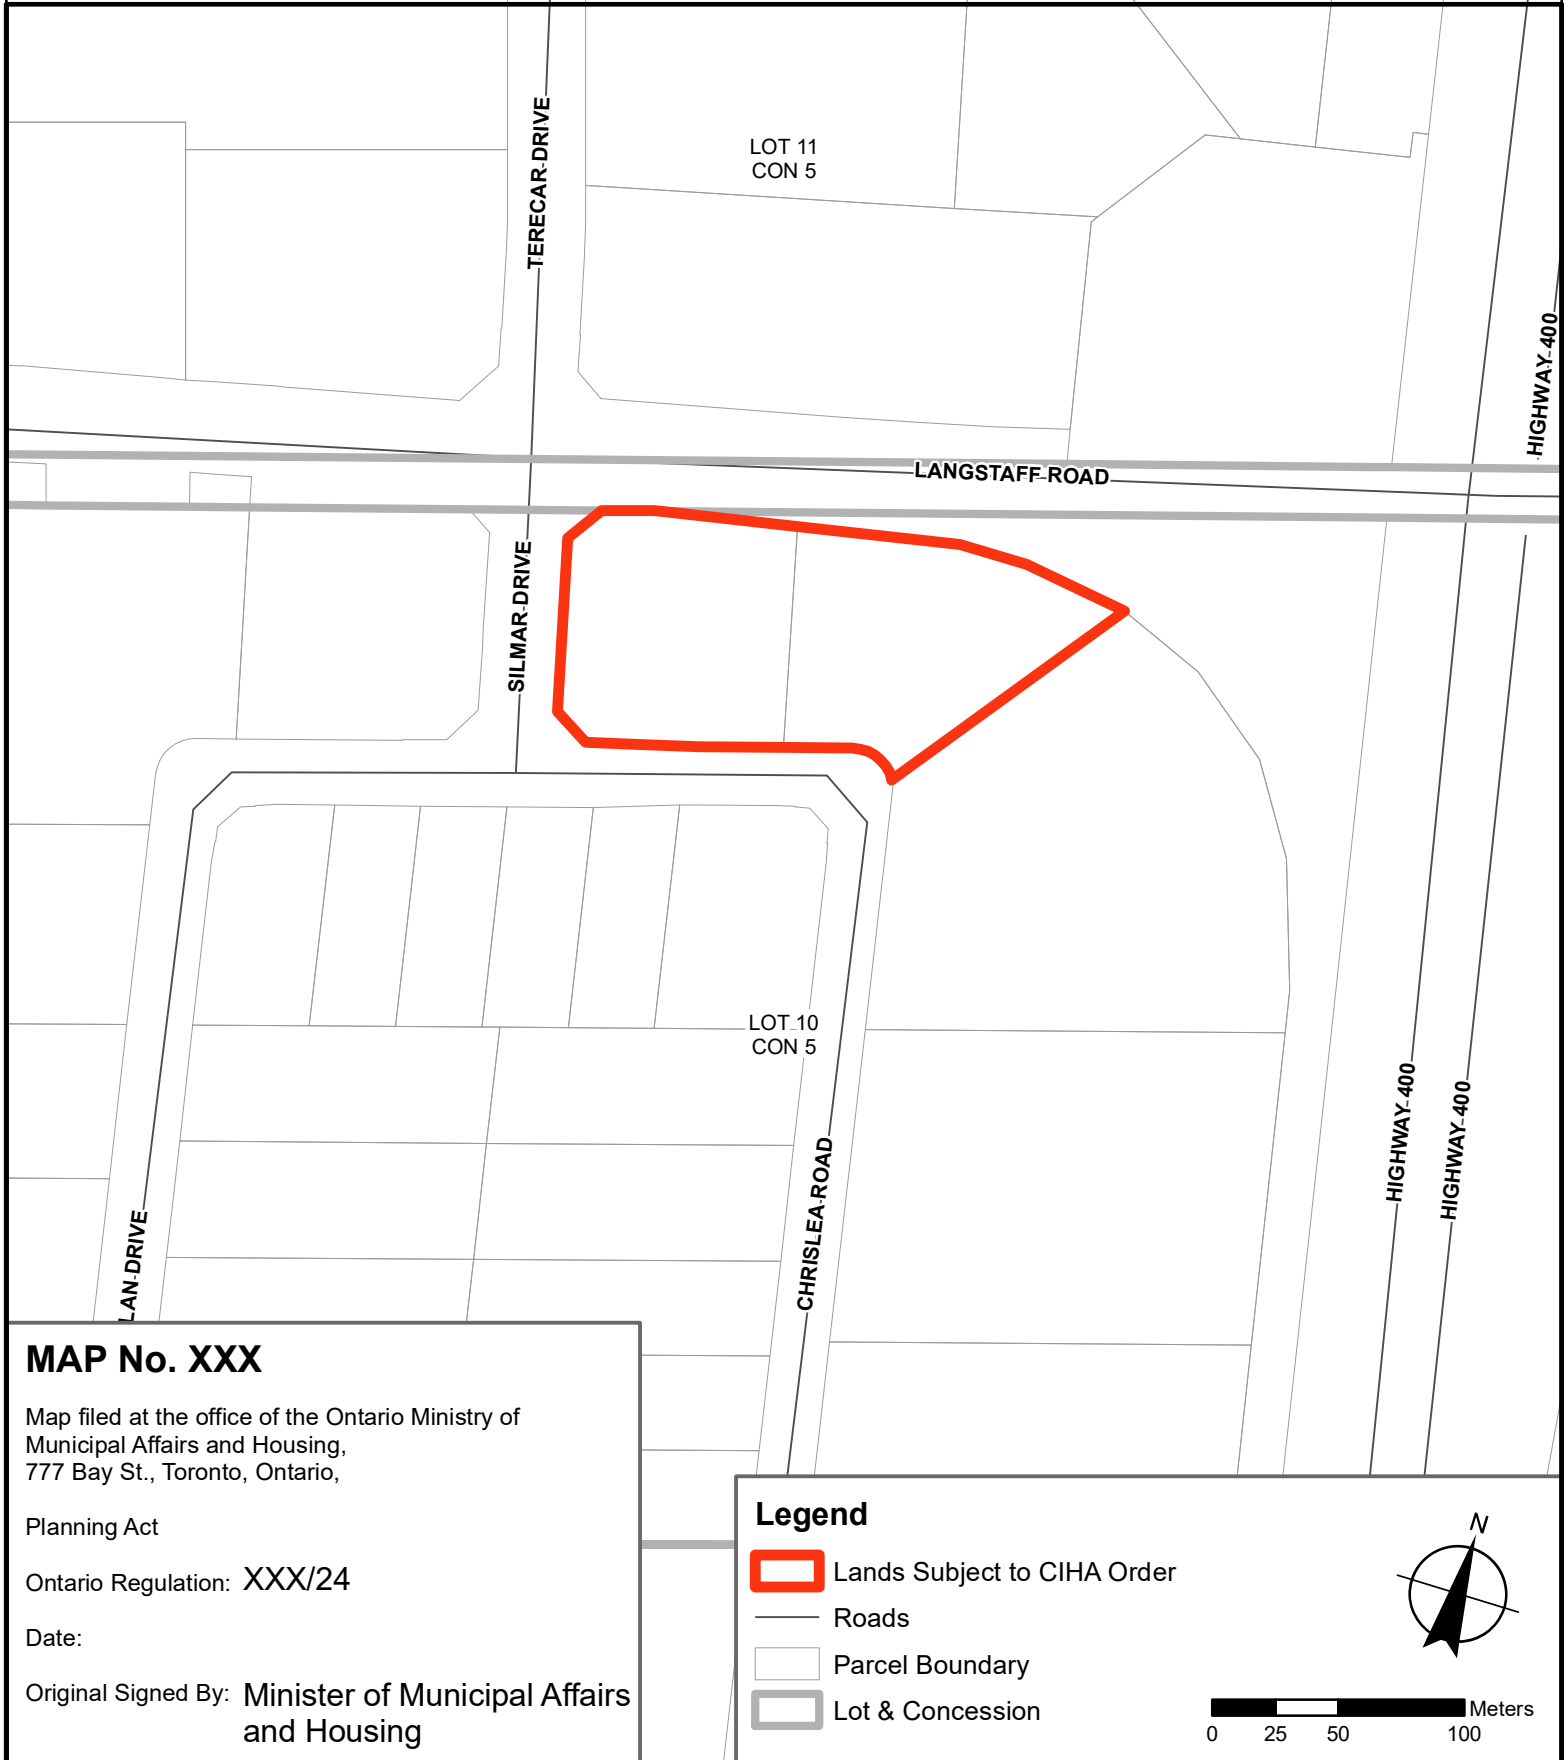 TERECAR DRIVE
LOT 11
CON 5
HIGHWAY 400
LANGSTAFF ROAD
SILMAR DRIVE
LOT 10
CON 5
HIGHWAY 400
HIGHWAY 400
CHRISLEA ROAD
LAN DRIVE
MAP No. XXX
Map filed at the office of the Ontario Ministry of
Municipal Affairs and Housing,
777 Bay St., Toronto, Ontario,
Planning Act
Ontario Regulation: XXX/24
Date:
Original Signed By: Minister of Municipal Affairs
and Housing
Legend
Lands Subject to CIHA Order
Roads
Parcel Boundary
Lot & Concession
N
Meters
0 25 50 100